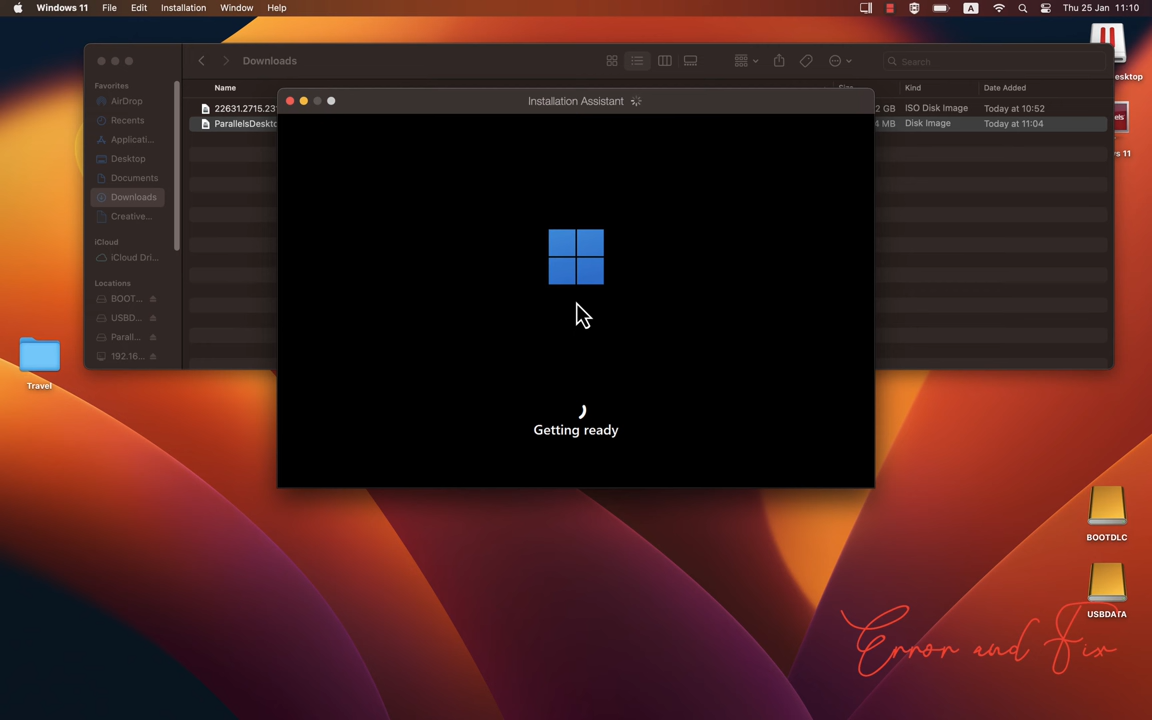 Windows 11 File Edit Installation Window Help
A Thu 25 Jan 11:10
Downloads
Search
Favorites
AirDrop
Recents
Applicati...
Desktop
Documents
Downloads
Creative...
iCloud
iCloud Dri...
Locations
BOOT...
USBD...
Parall...
192.16...
Name Size Kind Date Added
22631.2715.23 2 GB ISO Disk Image Today at 10:52
ParallelsDeskto 4 MB Disk Image Today at 11:04
Installation Assistant
Getting ready
esktop
els
s 11
Travel
BOOTDLC
USBDATA
Error and Fix